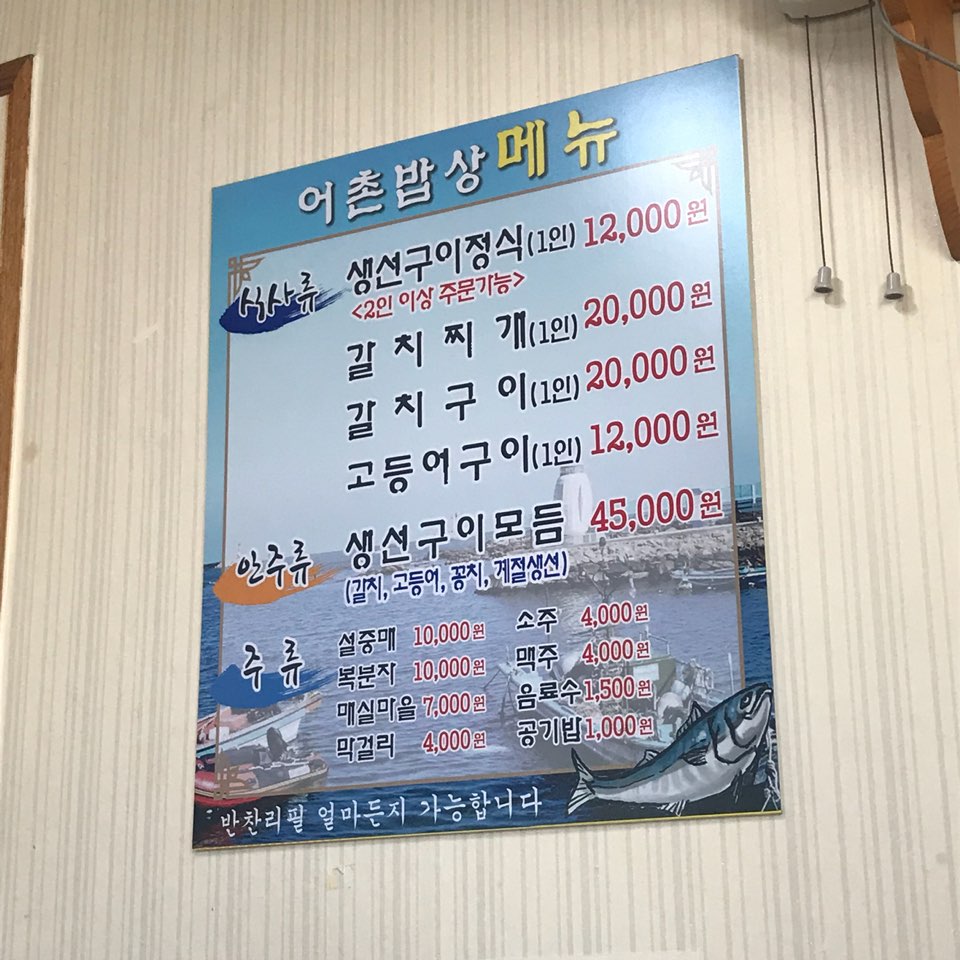 어촌밥상 메뉴
식사류
생선구이정식(1인) 12,000원
<2인 이상 주문가능>
갈치찌개(1인) 20,000원
갈치구이(1인) 20,000원
고등어구이(1인) 12,000원
안주류
생선구이모듬 45,000원
(갈치, 고등어, 꽁치, 계절생선)
주류
설중매 10,000원 소주 4,000원
복분자 10,000원 맥주 4,000원
매실마을 7,000원 음료수 1,500원
막걸리 4,000원 공기밥 1,000원
반찬리필 얼마든지 가능합니다